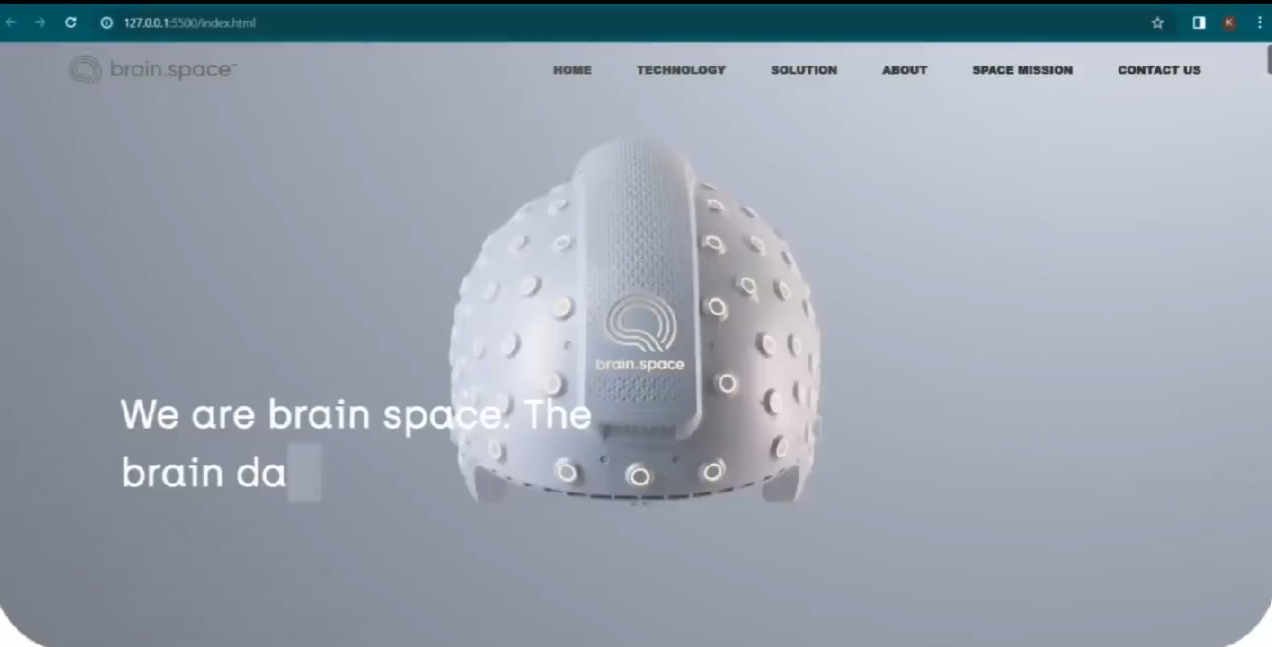 127.0.0.1:5500/index.html
K
brain.space™
HOME TECHNOLOGY SOLUTION ABOUT SPACE MISSION CONTACT US
brain.space
We are brain space. The
brain da